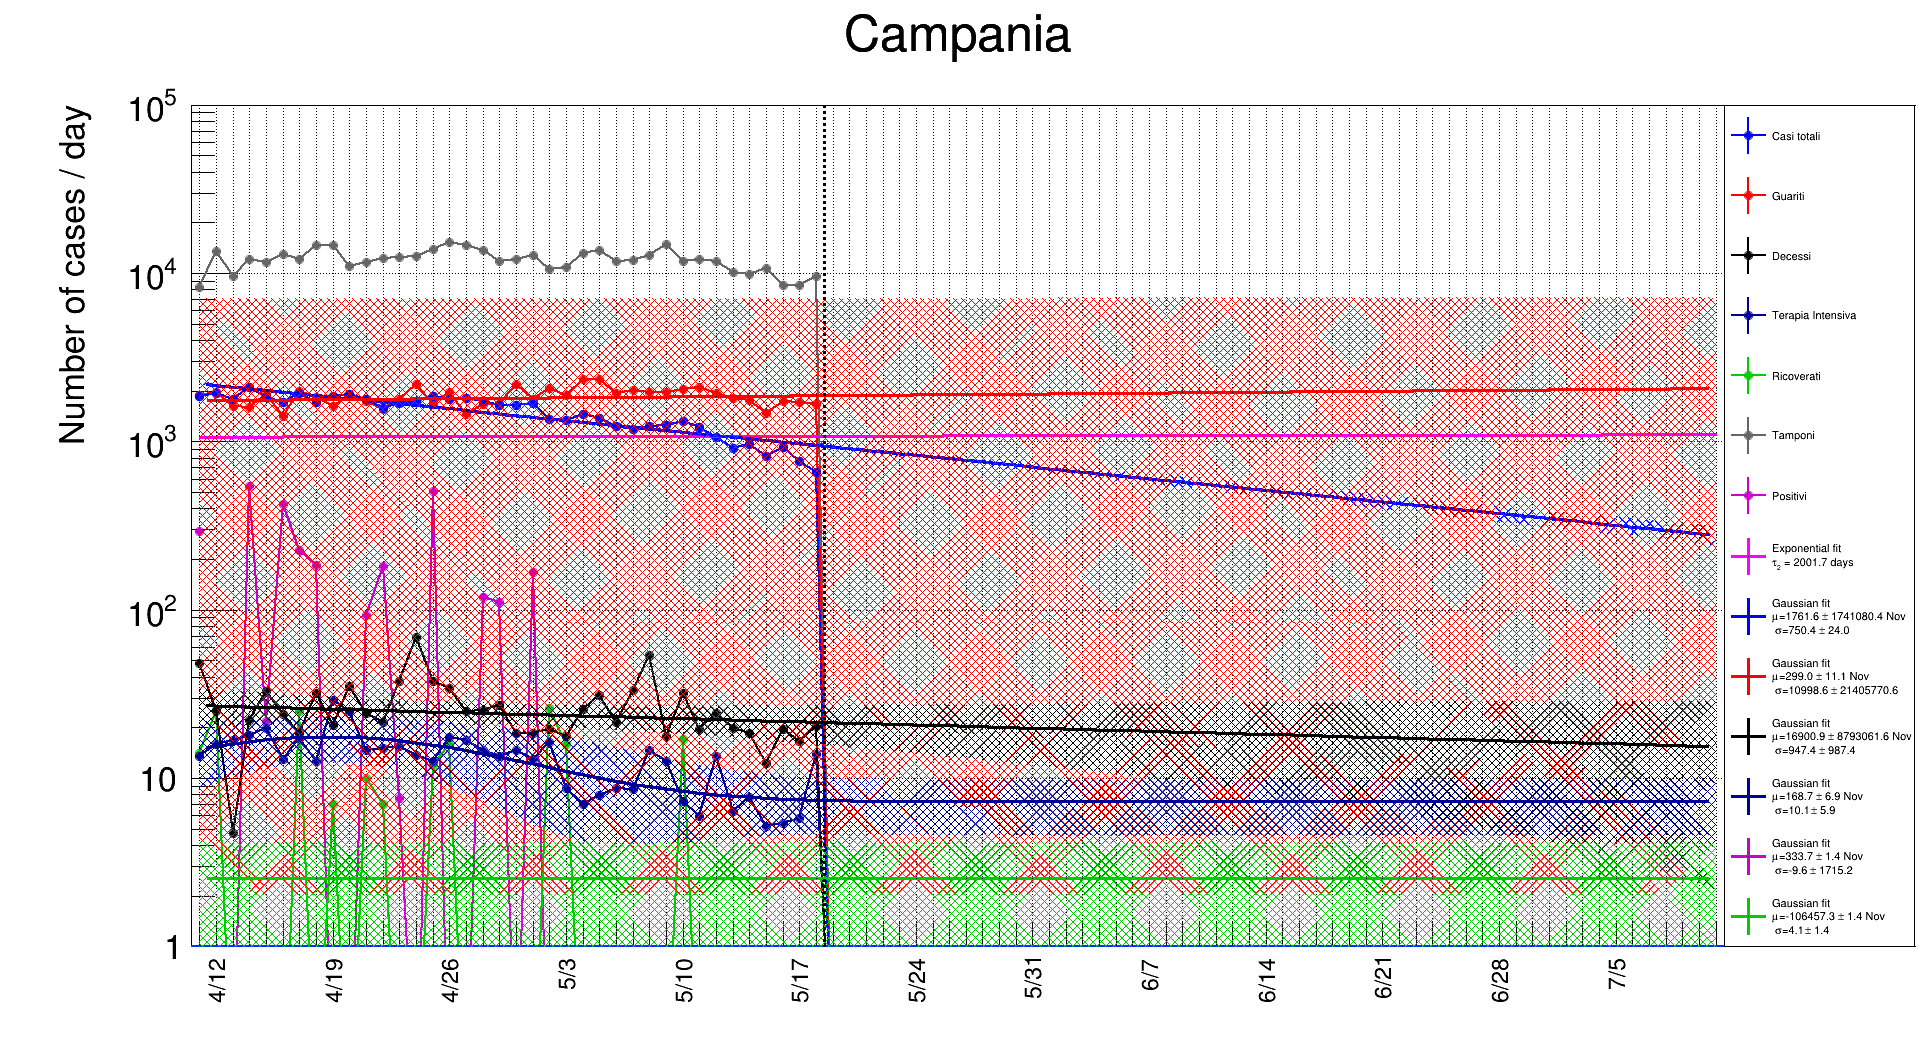 Campania
Number of cases / day
10^5
10^4
10^3
10^2
10
1
4/12
4/19
4/26
5/3
5/10
5/17
5/24
5/31
6/7
6/14
6/21
6/28
7/5
Casi totali
Guariti
Decessi
Terapia Intensiva
Ricoverati
Tamponi
Positivi
Exponential fit
τ₂ = 2001.7 days
Gaussian fit
μ=1761.6 ± 1741080.4 Nov
σ=750.4 ± 24.0
Gaussian fit
μ=299.0 ± 11.1 Nov
σ=10998.6 ± 21405770.6
Gaussian fit
μ=16900.9 ± 8793061.6 Nov
σ=947.4 ± 987.4
Gaussian fit
μ=168.7 ± 6.9 Nov
σ=10.1 ± 5.9
Gaussian fit
μ=333.7 ± 1.4 Nov
σ=-9.6 ± 1715.2
Gaussian fit
μ=-106457.3 ± 1.4 Nov
σ=4.1 ± 1.4